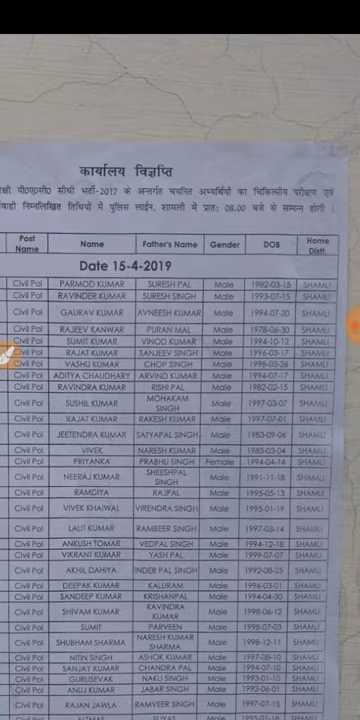 कार्यालय विज्ञप्ति
रक्षी पी0ए0सी0 सीधी भर्ती-2017 के अन्तर्गत चयनित अभ्यर्थियों का चिकित्सीय परीक्षण एवं
निम्नलिखित तिथियों में पुलिस लाईन, शामली में प्रातः 08.00 बजे से सम्पन्न होगी ।
Post Name Name Father's Name Gender DOB Home Distt.
Date 15-4-2019
Civil Pol PARMOD KUMAR SURESH PAL Male 1982-03-15 SHAMLI
Civil Pol RAVINDER KUMAR SURESH SINGH Male 1993-07-15 SHAMLI
Civil Pol GAURAV KUMAR AVNEESH KUMAR Male 1994-07-20 SHAMLI
Civil Pol RAJEEV KANWAR PURAN MAL Male 1978-06-30 SHAMLI
Civil Pol SUMIT KUMAR VINOD KUMAR Male 1994-10-12 SHAMLI
Civil Pol RAJAT KUMAR SANJEEV SINGH Male 1996-03-17 SHAMLI
Civil Pol VASHU KUMAR CHOP SINGH Male 1998-03-26 SHAMLI
Civil Pol ADITYA CHAUDHARY ARVIND KUMAR Male 1994-07-17 SHAMLI
Civil Pol RAVINDRA KUMAR RISHI PAL Male 1982-02-15 SHAMLI
Civil Pol SUSHIL KUMAR MOHAKAM SINGH Male 1997-03-07 SHAMLI
Civil Pol RAJAT KUMAR RAKESH KUMAR Male 1997-07-01 SHAMLI
Civil Pol JEETENDRA KUMAR SATYAPAL SINGH Male 1983-09-06 SHAMLI
Civil Pol VIVEK NARESH KUMAR Male 1983-03-04 SHAMLI
Civil Pol PRIYANKA PRABHU SINGH Female 1994-04-14 SHAMLI
Civil Pol NEERAJ KUMAR SHEESHPAL SINGH Male 1991-11-18 SHAMLI
Civil Pol RAMDIYA RAJPAL Male 1995-05-13 SHAMLI
Civil Pol VIVEK KHAIWAL VIRENDRA SINGH Male 1995-01-19 SHAMLI
Civil Pol LALIT KUMAR RAMBEER SINGH Male 1997-03-14 SHAMLI
Civil Pol ANKUSH TOMAR VEDPAL SINGH Male 1994-12-18 SHAMLI
Civil Pol VIKRANT KUMAR YASH PAL Male 1999-07-07 SHAMLI
Civil Pol AKHIL DAHIYA INDER PAL SINGH Male 1992-08-25 SHAMLI
Civil Pol DEEPAK KUMAR KALURAM Male 1996-03-01 SHAMLI
Civil Pol SANDEEP KUMAR KRISHANPAL Male 1994-04-30 SHAMLI
Civil Pol SHIVAM KUMAR RAVINDRA KUMAR Male 1998-06-12 SHAMLI
Civil Pol SUMIT PARVEEN Male 1998-07-03 SHAMLI
Civil Pol SHUBHAM SHARMA NARESH KUMAR SHARMA Male 1998-12-11 SHAMLI
Civil Pol NITIN SINGH ASHOK KUMAR Male 1997-08-10 SHAMLI
Civil Pol SANJAY KUMAR CHANDRA PAL Male 1994-07-10 SHAMLI
Civil Pol GURUSEVAK NAKU SINGH Male 1993-01-10 SHAMLI
Civil Pol ANUJ KUMAR JABAR SINGH Male 1993-06-01 SHAMLI
Civil Pol RAJAN JAWLA RAMVEER SINGH Male 1997-07-13 SHAMLI